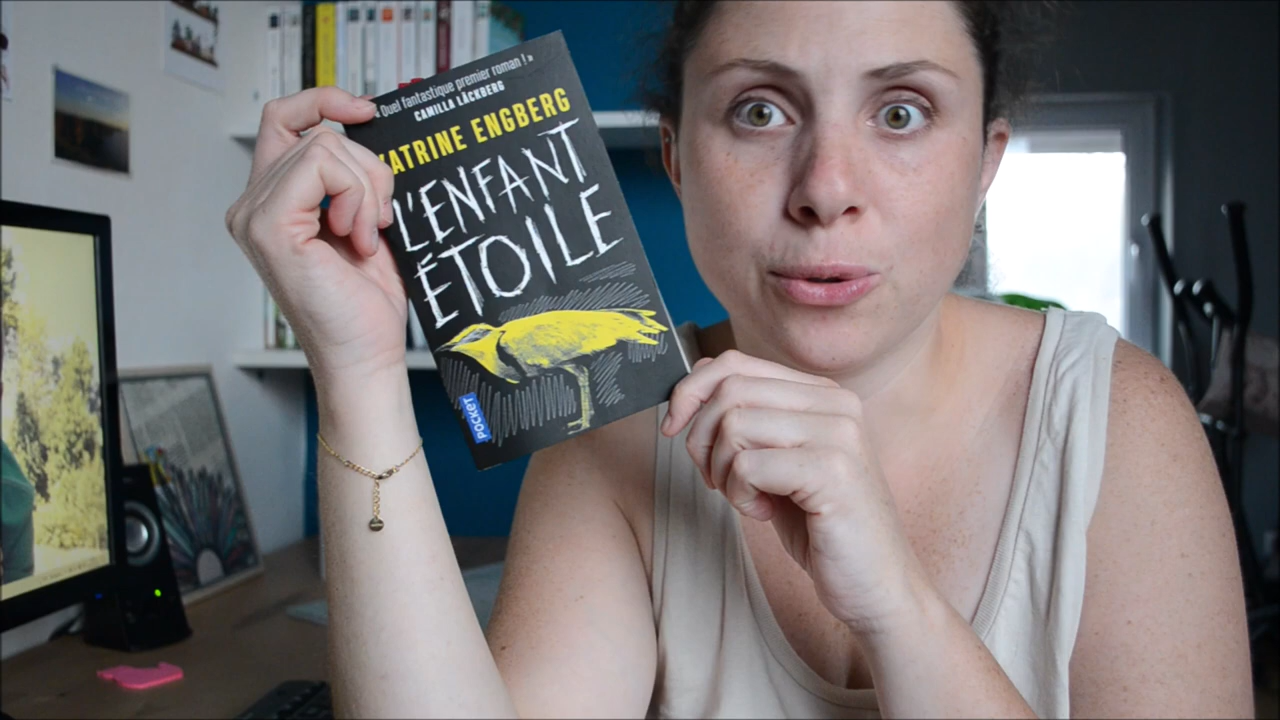 « Quel fantastique premier roman ! »
CAMILLA LÄCKBERG
KATRINE ENGBERG
L'ENFANT
ÉTOILE
POCKET